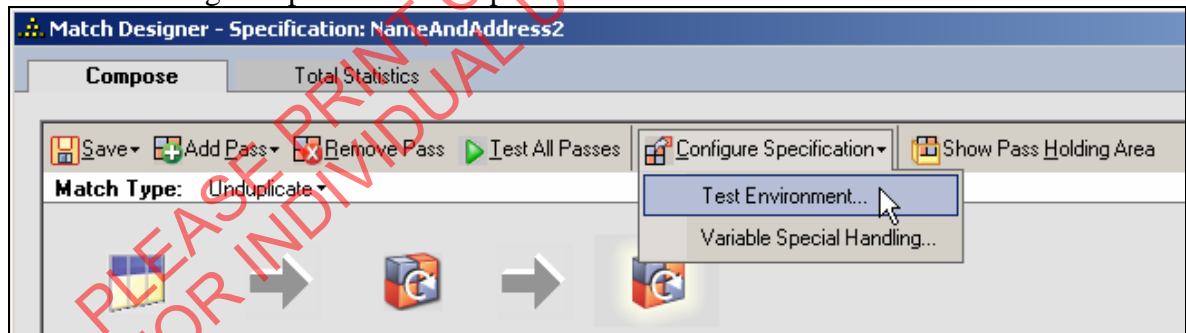 Match Designer - Specification: NameAndAddress2
Compose Total Statistics
Save Add Pass Remove Pass Test All Passes Configure Specification Show Pass Holding Area
Match Type: Unduplicate
Test Environment...
Variable Special Handling...
PLEASE PRINT
FOR INDIVIDUAL